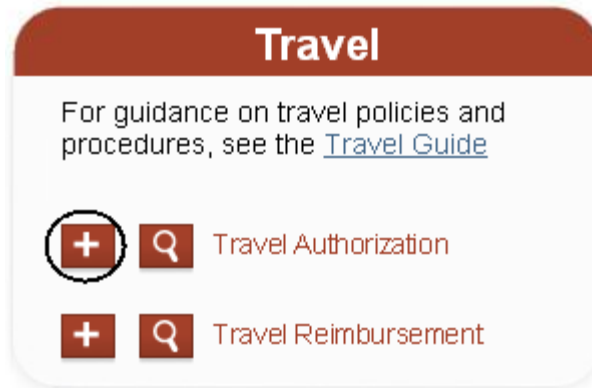 Travel
For guidance on travel policies and
procedures, see the Travel Guide
Travel Authorization
Travel Reimbursement